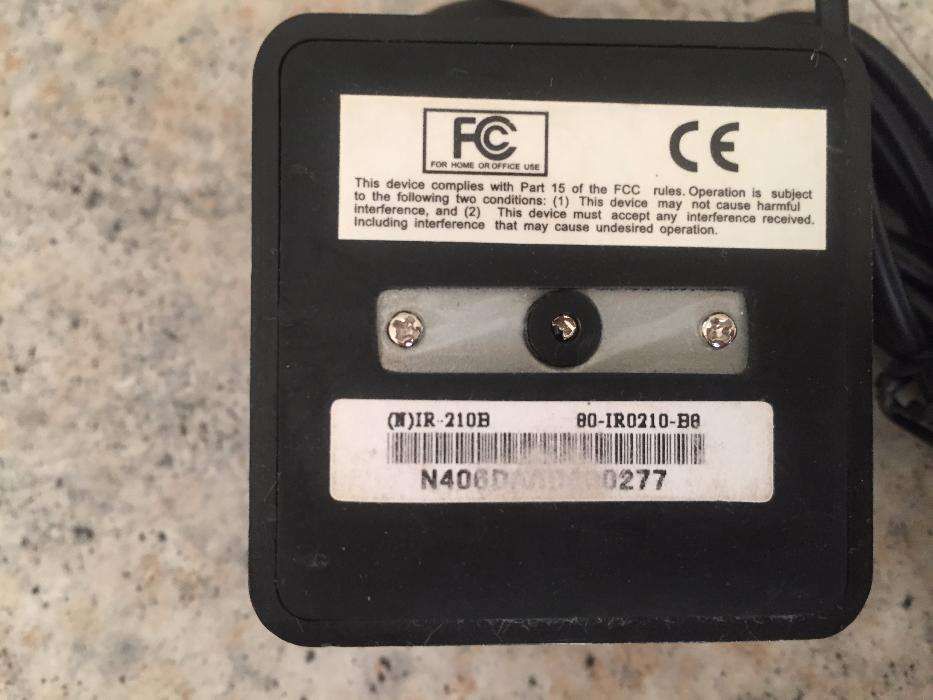 FCC
FOR HOME OR OFFICE USE
CE
This device complies with Part 15 of the FCC rules. Operation is subject
to the following two conditions: (1) This device may not cause harmful
interference, and (2) This device must accept any interference received.
Including interference that may cause undesired operation.
(N)IR-210B 80-IR0210-B8